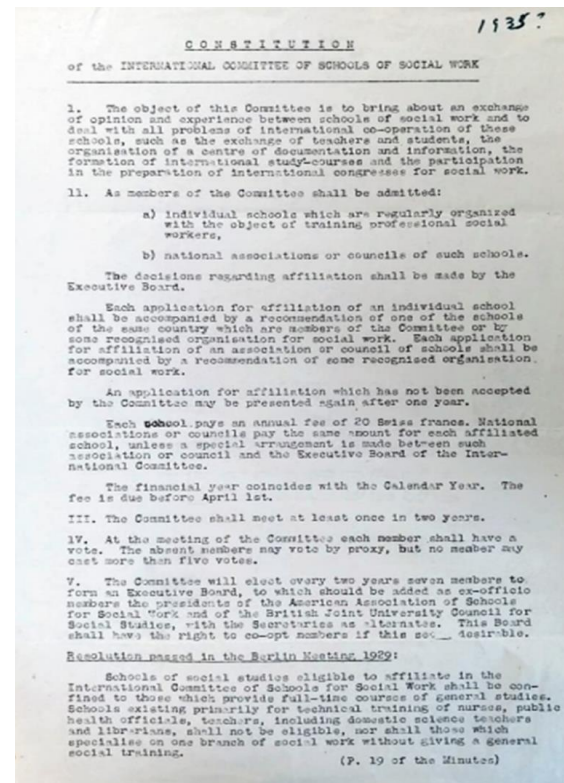 1935?
CONSTITUTION
of the INTERNATIONAL COMMITTEE OF SCHOOLS OF SOCIAL WORK
1. The object of this Committee is to bring about an exchange
of opinion and experience between schools of social work and to
deal with all problems of international co-operation of these
schools, such as the exchange of teachers and students, the
organisation of a centre of documentation and information, the
formation of international study-courses and the participation
in the preparation of international congresses for social work.
11. As members of the Committee shall be admitted:
a) individual schools which are regularly organized
with the object of training professional social
workers,
b) national associations or councils of such schools.
The decisions regarding affiliation shall be made by the
Executive Board.
Each application for affiliation of an individual school
shall be accompanied by a recommendation of one of the schools
of the same country which are members of the Committee or by
some recognised organisation for social work. Each application
for affiliation of an association or council of schools shall be
accompanied by a recommendation of some recognised organisation
for social work.
An application for affiliation which has not been accepted
by the Committee may be presented again after one year.
Each school pays an annual fee of 20 Swiss francs. National
associations or councils pay the same amount for each affiliated
school, unless a special arrangement is made between such
association or council and the Executive Board of the Inter-
national Committee.
The financial year coincides with the Calendar Year. The
fee is due before April 1st.
III. The Committee shall meet at least once in two years.
1V. At the meeting of the Committee each member shall have a
vote. The absent members may vote by proxy, but no member may
cast more than five votes.
V. The Committee will elect every two years seven members to
form an Executive Board, to which should be added as ex-officio
members the presidents of the American Association of Schools
for Social Work and of the British Joint University Council for
Social Studies, with the Secretaries as alternates. This Board
shall have the right to co-opt members if this desirable.
Resolution passed in the Berlin Meeting 1929:
Schools of social studies eligible to affiliate in the
International Committee of Schools for Social Work shall be con-
fined to those which provide full-time courses of general studies.
Schools existing primarily for technical training of nurses, public
health officials, teachers, including domestic science teachers
and librarians, shall not be eligible, nor shall those which
specialise on one branch of social work without giving a general
social training.
(P. 19 of the Minutes)